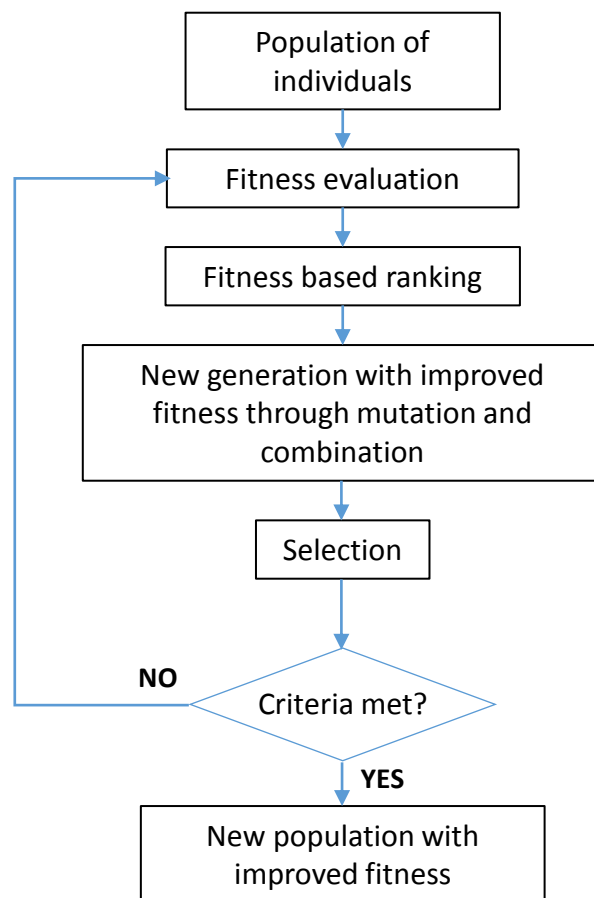 Population of
individuals
Fitness evaluation
Fitness based ranking
New generation with improved
fitness through mutation and
combination
Selection
NO
Criteria met?
YES
New population with
improved fitness